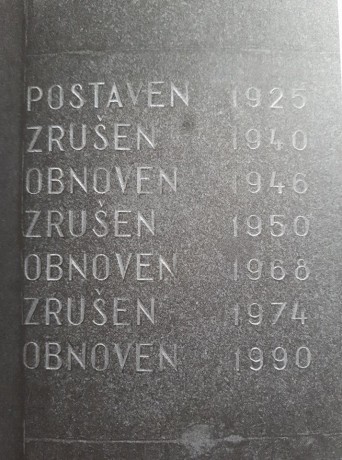 POSTAVEN 1925
ZRUŠEN 1940
OBNOVEN 1946
ZRUŠEN 1950
OBNOVEN 1968
ZRUŠEN 1974
OBNOVEN 1990